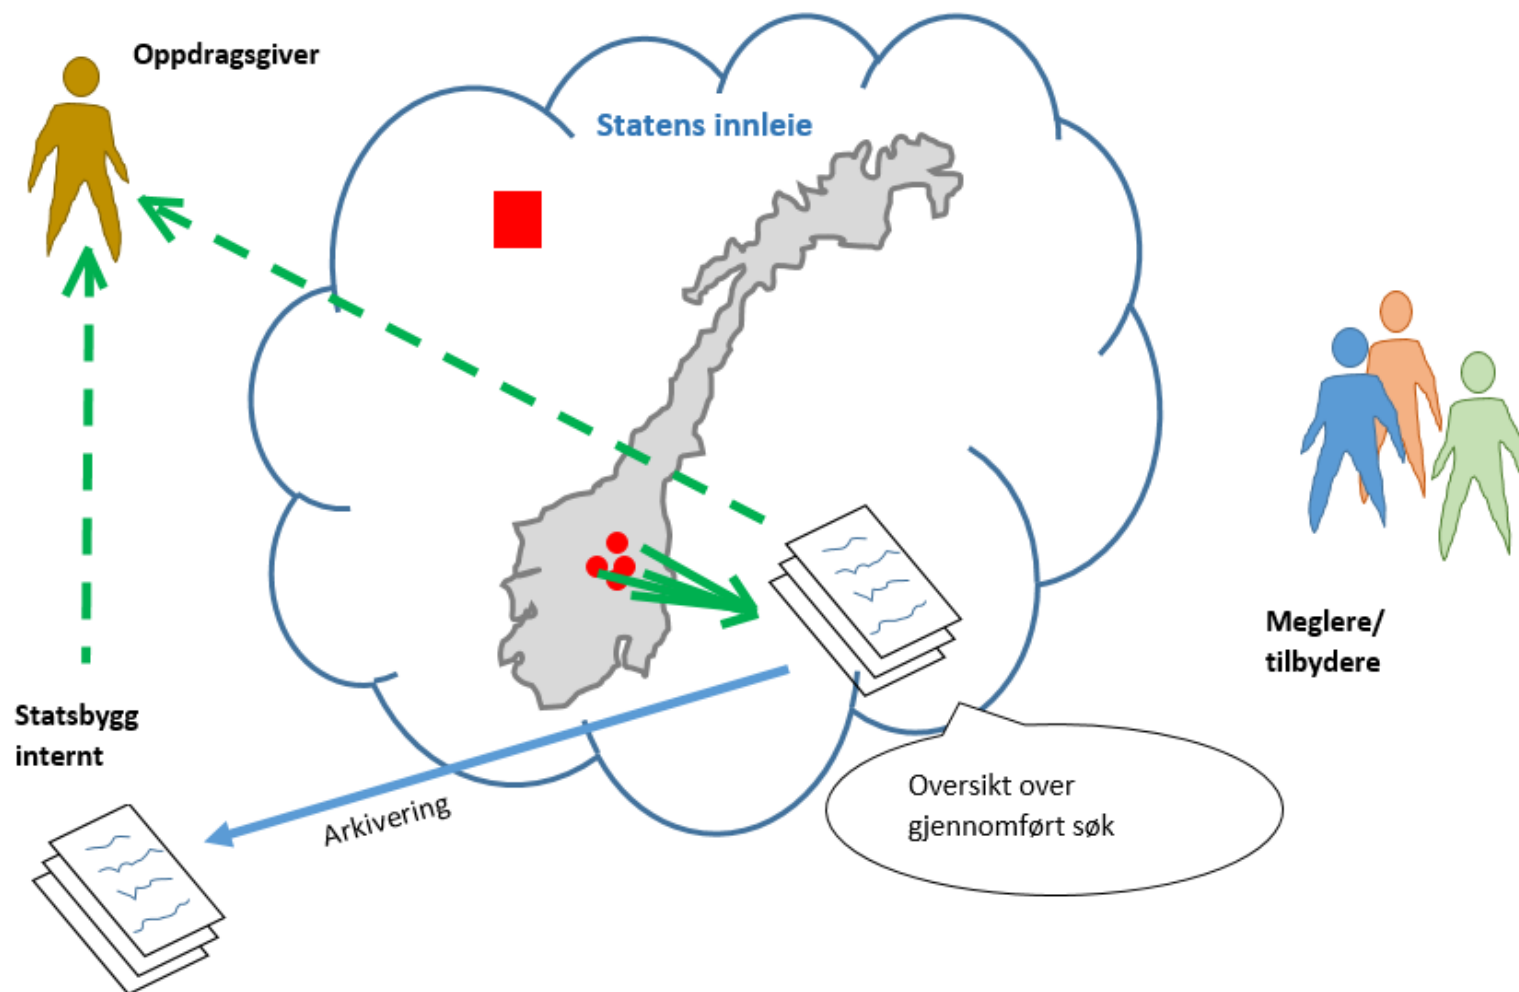 Oppdragsgiver
Statens innleie
Meglere/
tilbydere
Statsbygg
internt
Arkivering
Oversikt over
gjennomført søk